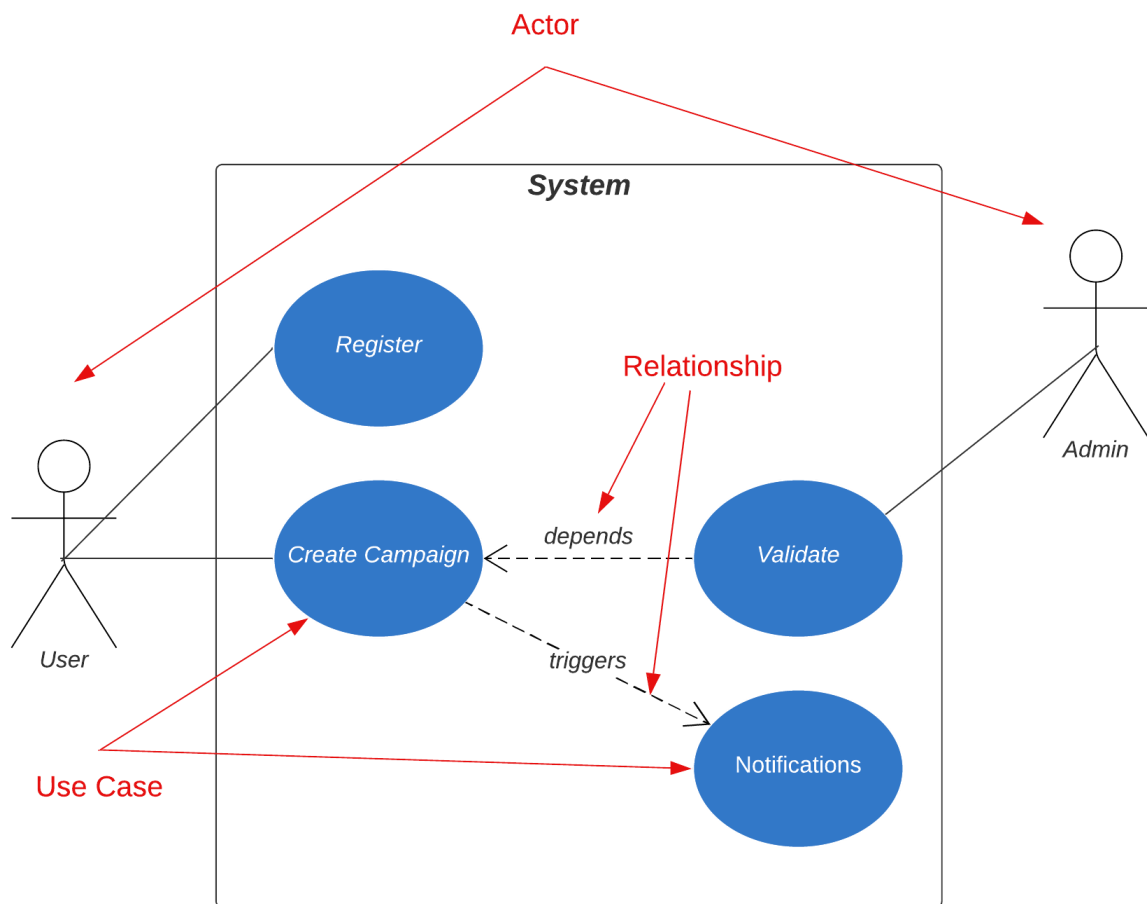 Actor
System
Register
Relationship
Admin
depends
Create Campaign
Validate
User
triggers
Notifications
Use Case